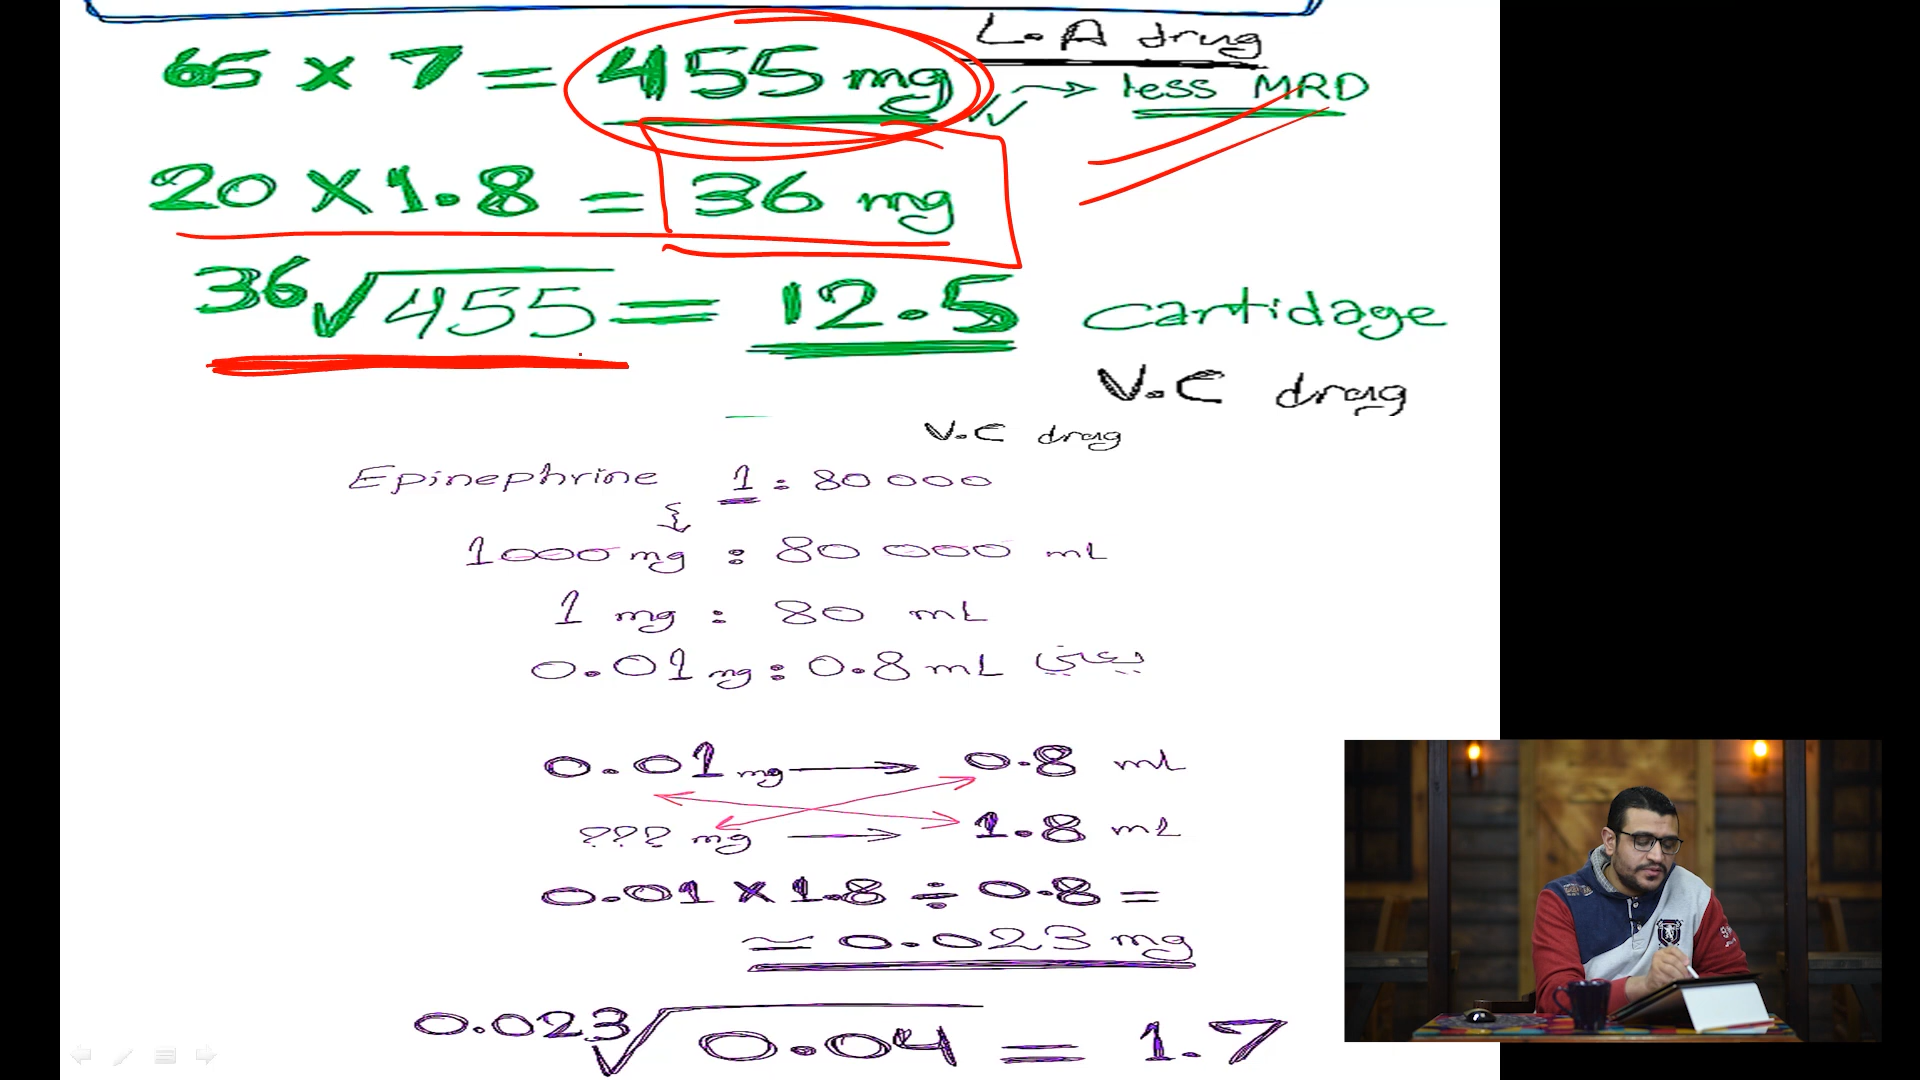 65 × 7 = 455 mg
L.A drug
less MRD
20 × 1.8 = 36 mg
36√455 = 12.5 cartidage
V.C drag
V.C drag
Epinephrine 1 : 80 000
1000 mg : 80 000 mL
1 mg : 80 mL
0.01 mg : 0.8 mL يعني
0.01 mg → 0.8 mL
??? mg → 1.8 mL
0.01 × 1.8 ÷ 0.8 =
≃ 0.023 mg
0.023√0.04 = 1.7